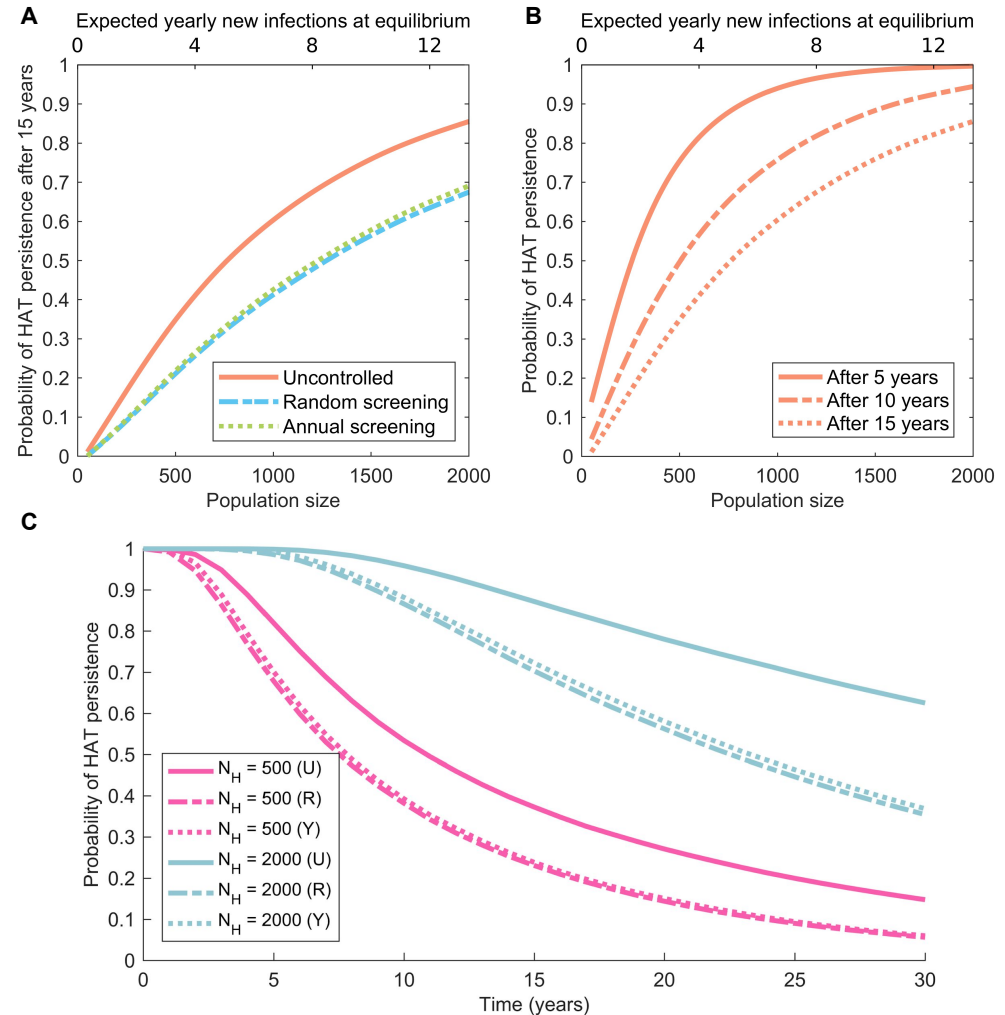 A
Expected yearly new infections at equilibrium
0 4 8 12
Probability of HAT persistence after 15 years
1
0.9
0.8
0.7
0.6
0.5
0.4
0.3
0.2
0.1
0
Uncontrolled
Random screening
Annual screening
0 500 1000 1500 2000
Population size
B
Expected yearly new infections at equilibrium
0 4 8 12
Probability of HAT persistence
1
0.9
0.8
0.7
0.6
0.5
0.4
0.3
0.2
0.1
0
After 5 years
After 10 years
After 15 years
0 500 1000 1500 2000
Population size
C
Probability of HAT persistence
1
0.9
0.8
0.7
0.6
0.5
0.4
0.3
0.2
0.1
0
N_H = 500 (U)
N_H = 500 (R)
N_H = 500 (Y)
N_H = 2000 (U)
N_H = 2000 (R)
N_H = 2000 (Y)
0 5 10 15 20 25 30
Time (years)